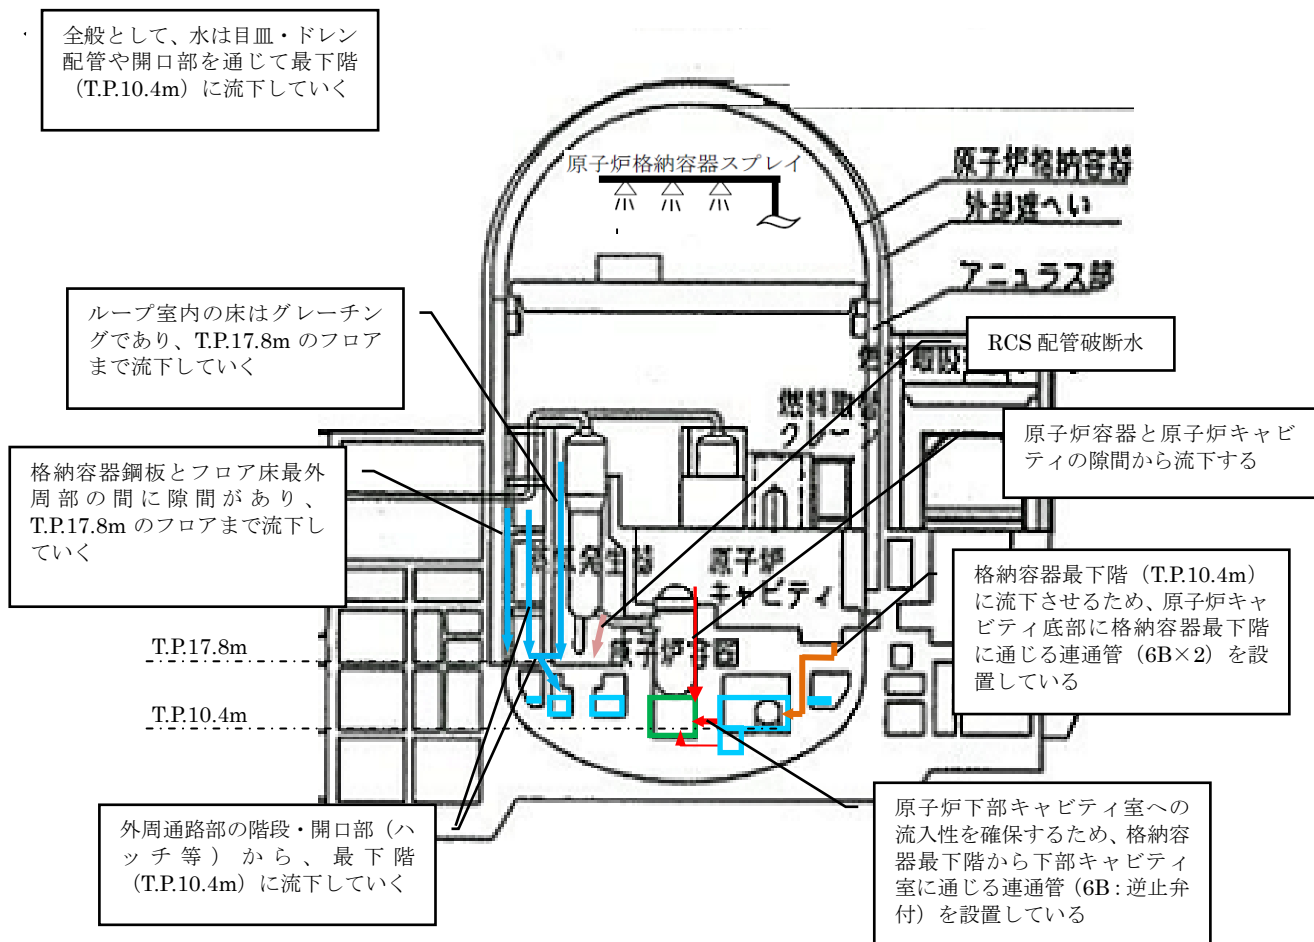 全般として、水は目皿・ドレン
配管や開口部を通じて最下階
（T.P.10.4m）に流下していく
原子炉格納容器スプレイ
原子炉格納容器
外部遮へい
アニュラス部
ループ室内の床はグレーチン
グであり、T.P.17.8m のフロア
まで流下していく
RCS 配管破断水
燃料取扱
燃料取替
クレーン
原子炉容器と原子炉キャビ
ティの隙間から流下する
格納容器鋼板とフロア床最外
周部の間に隙間があり、
T.P.17.8m のフロアまで流下し
ていく
蒸気発生器
原子炉
キャビティ
格納容器最下階（T.P.10.4m）
に流下させるため、原子炉キャ
ビティ底部に格納容器最下階
に通じる連通管（6B×2）を設
置している
T.P.17.8m
原子炉容器
T.P.10.4m
外周通路部の階段・開口部（ハ
ッチ等）から、最下階
（T.P.10.4m）に流下していく
原子炉下部キャビティ室への
流入性を確保するため、格納容
器最下階から下部キャビティ
室に通じる連通管（6B：逆止弁
付）を設置している